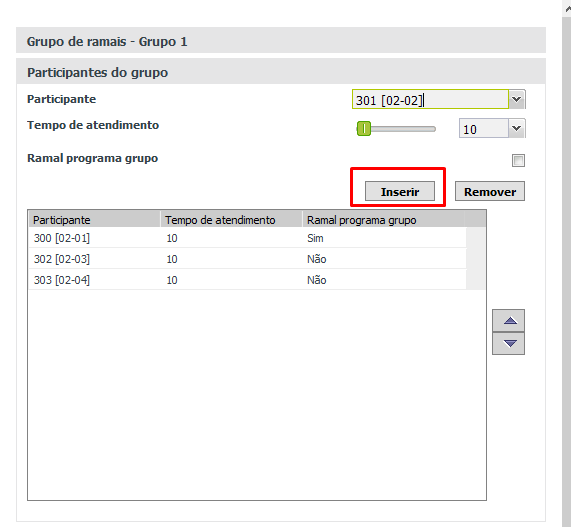 Grupo de ramais - Grupo 1
Participantes do grupo
Participante 301 [02-02]
Tempo de atendimento 10
Ramal programa grupo
Inserir Remover
Participante Tempo de atendimento Ramal programa grupo
300 [02-01] 10 Sim
302 [02-03] 10 Não
303 [02-04] 10 Não